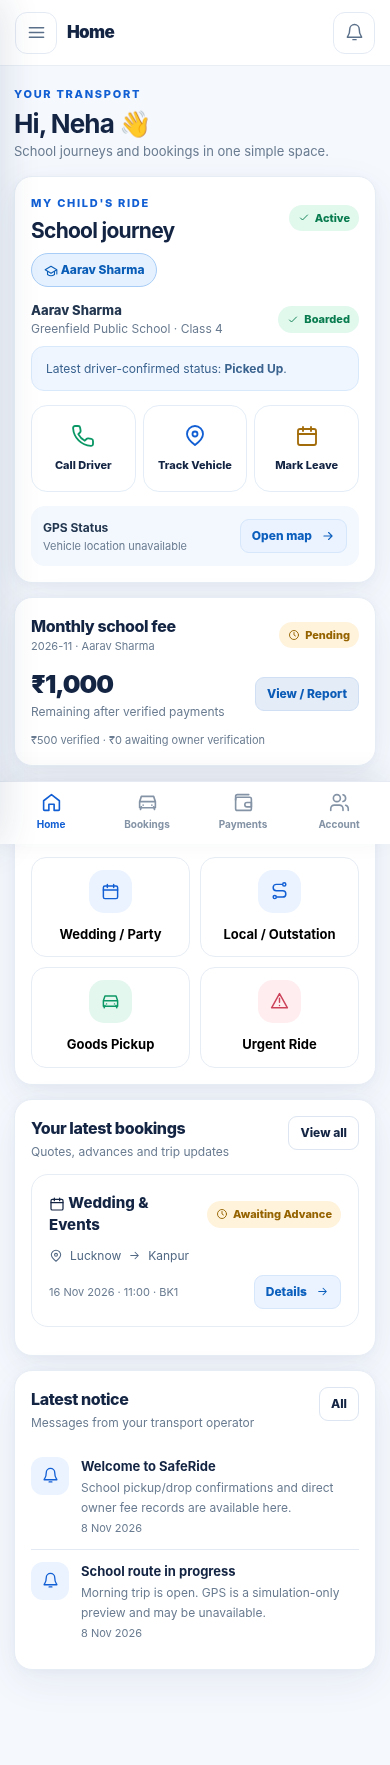 Home
YOUR TRANSPORT
Hi, Neha 👋
School journeys and bookings in one simple space.
MY CHILD'S RIDE
School journey
Active
Aarav Sharma
Aarav Sharma
Greenfield Public School · Class 4
Boarded
Latest driver-confirmed status: Picked Up.
Call Driver
Track Vehicle
Mark Leave
GPS Status
Vehicle location unavailable
Open map →
Monthly school fee
2026-11 · Aarav Sharma
Pending
₹1,000
Remaining after verified payments
View / Report
₹500 verified · ₹0 awaiting owner verification
Home
Bookings
Payments
Account
Wedding / Party
Local / Outstation
Goods Pickup
Urgent Ride
Your latest bookings
Quotes, advances and trip updates
View all
Wedding &
Events
Awaiting Advance
Lucknow → Kanpur
16 Nov 2026 · 11:00 · BK1
Details →
Latest notice
Messages from your transport operator
All
Welcome to SafeRide
School pickup/drop confirmations and direct
owner fee records are available here.
8 Nov 2026
School route in progress
Morning trip is open. GPS is a simulation-only
preview and may be unavailable.
8 Nov 2026